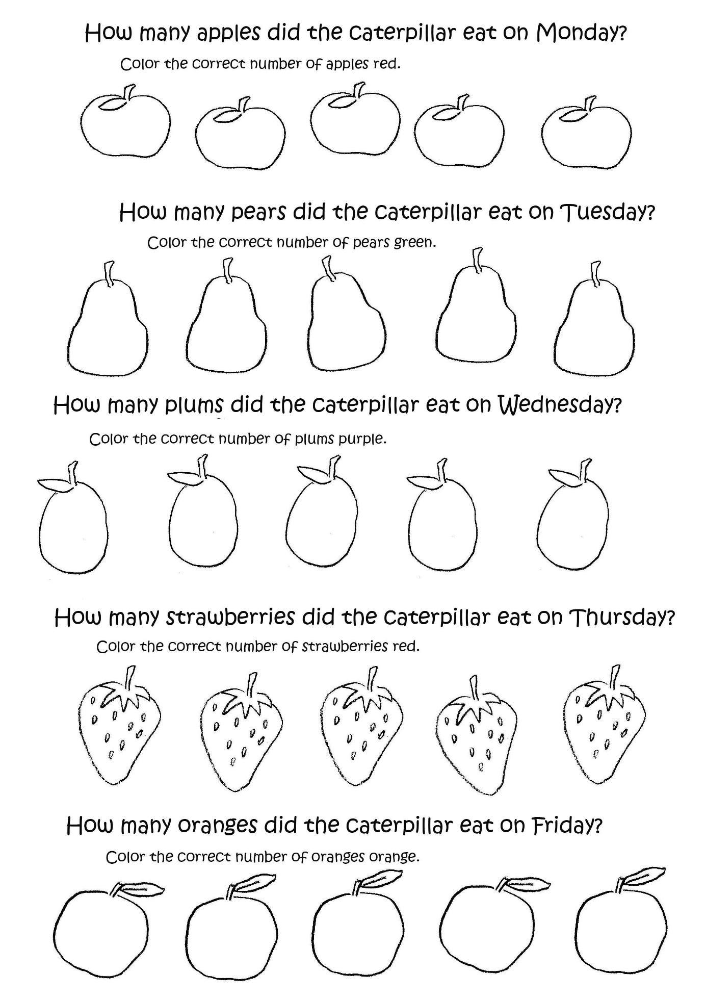 How many apples did the caterpillar eat on Monday?
Color the correct number of apples red.
How many pears did the caterpillar eat on Tuesday?
Color the correct number of pears green.
How many plums did the caterpillar eat on Wednesday?
Color the correct number of plums purple.
How many strawberries did the caterpillar eat on Thursday?
Color the correct number of strawberries red.
How many oranges did the caterpillar eat on Friday?
Color the correct number of oranges orange.